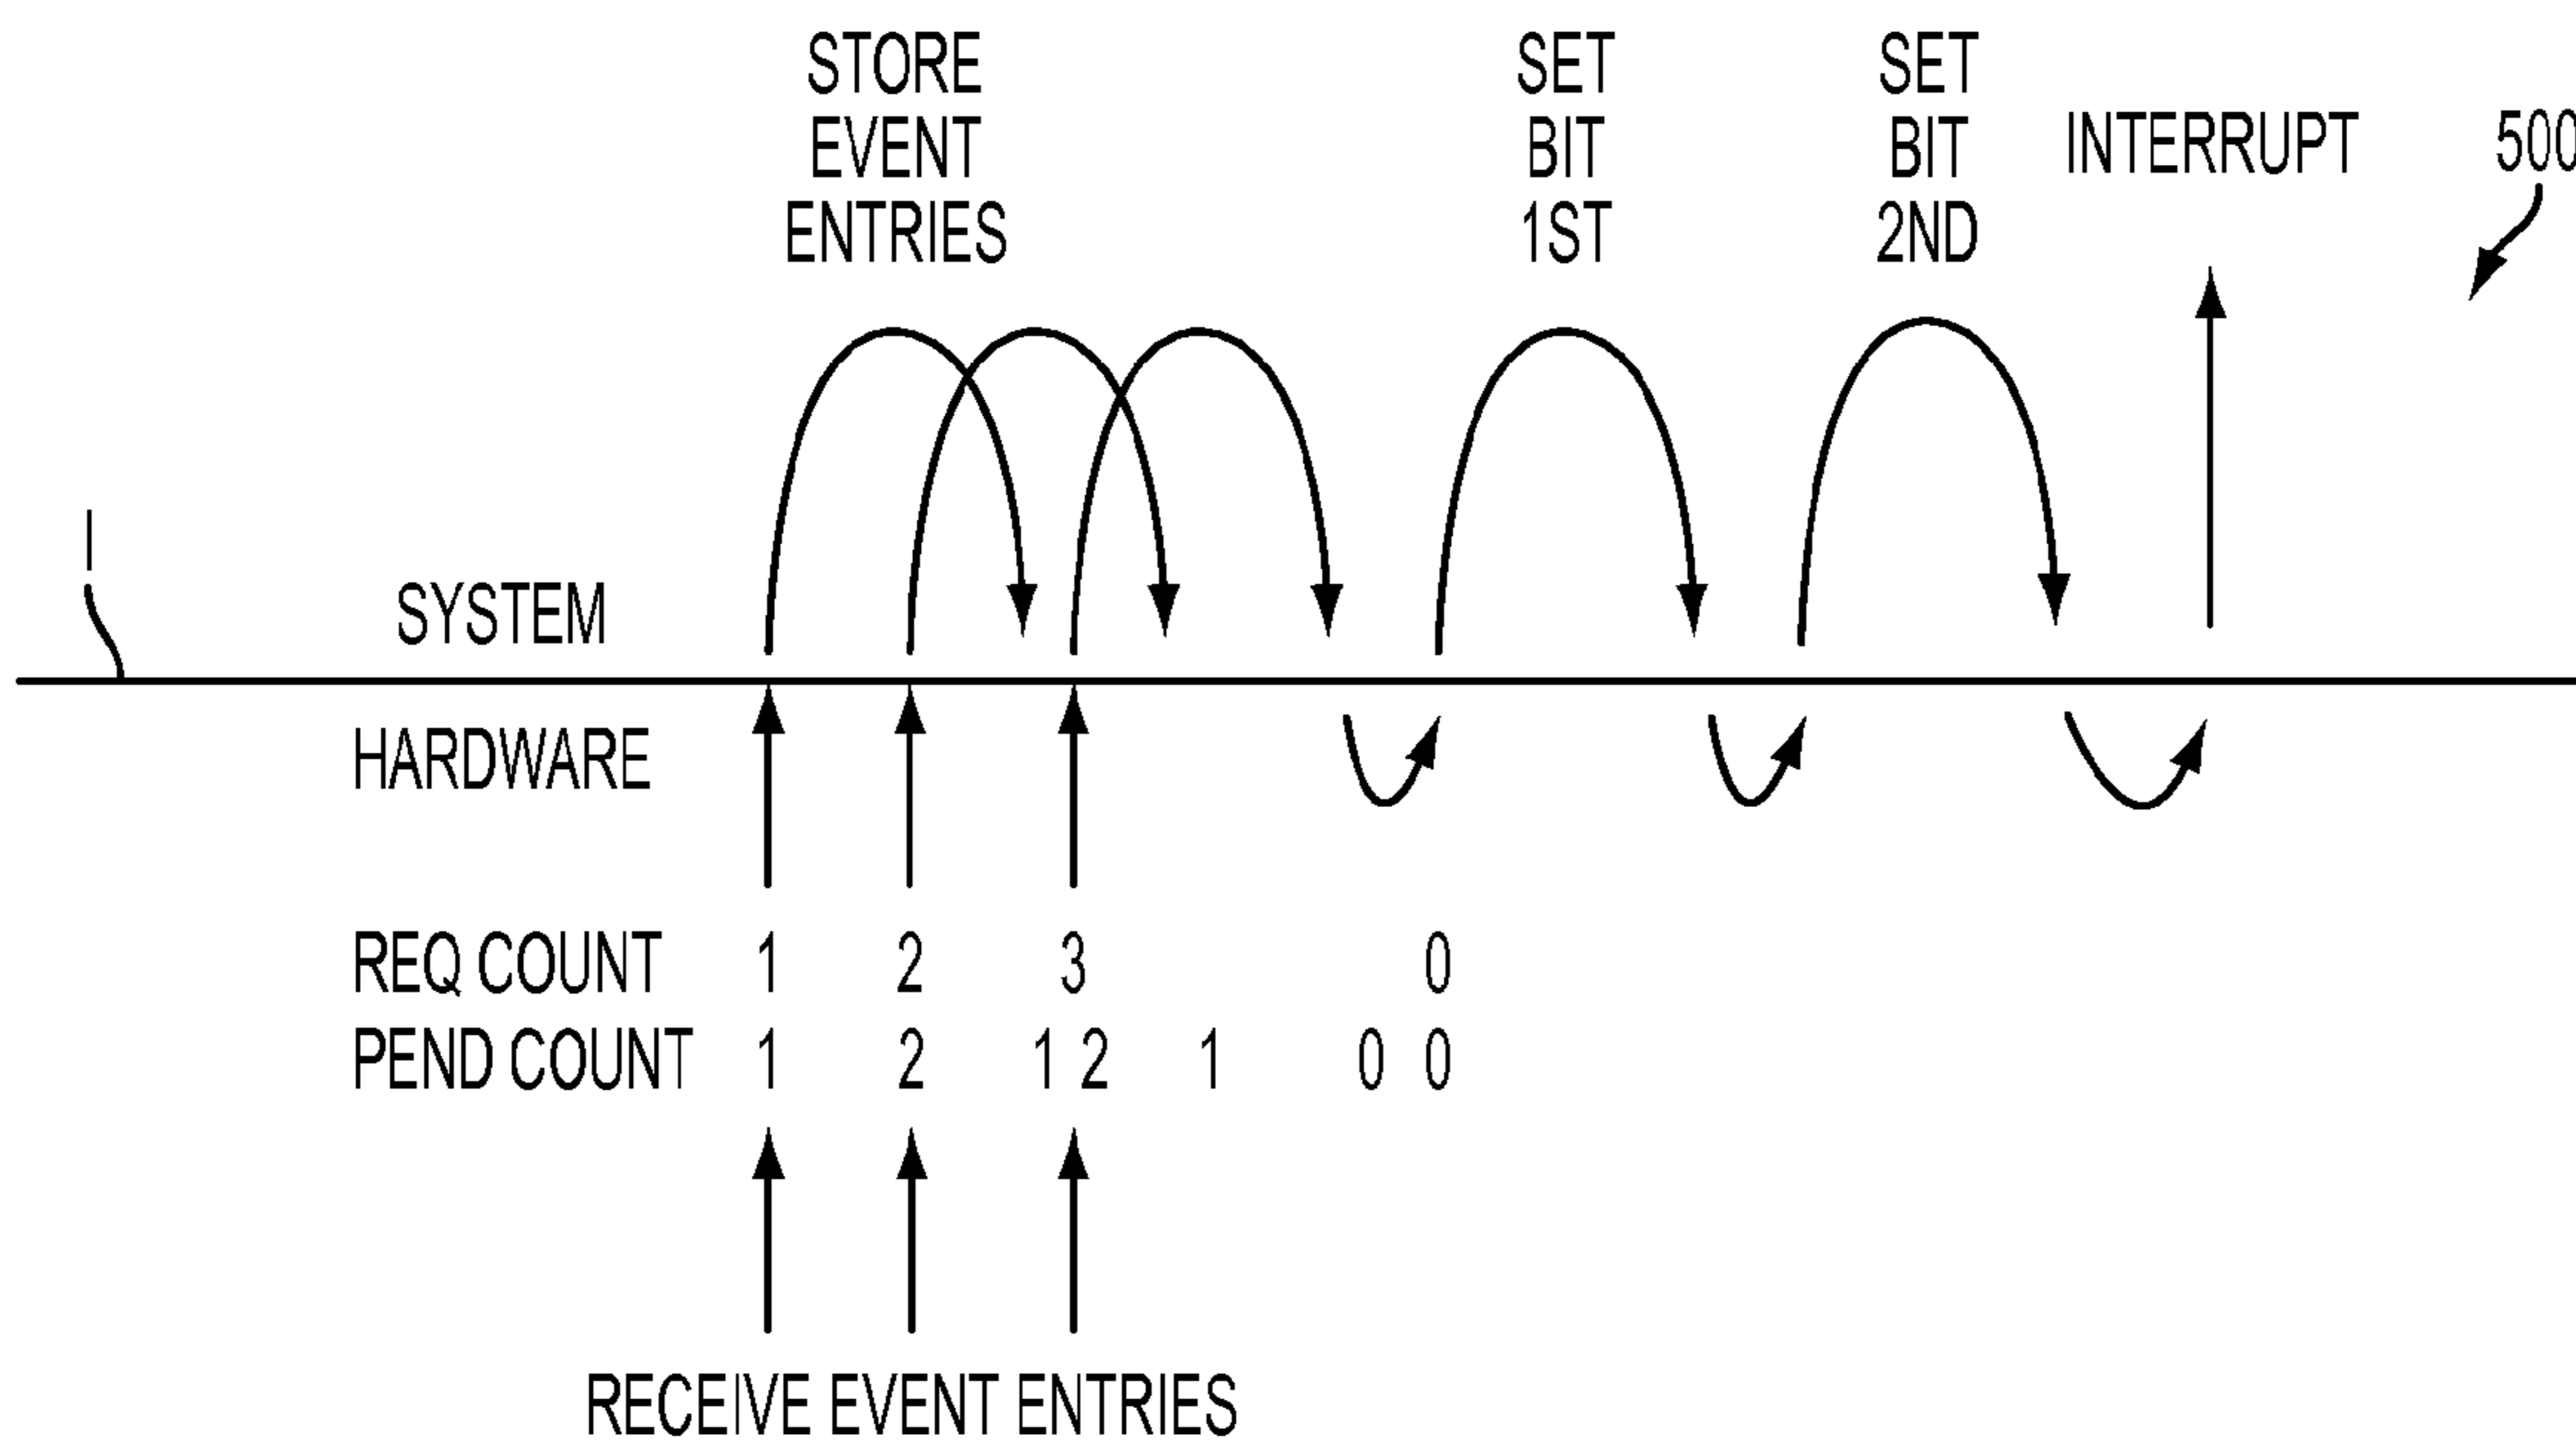 STORE
EVENT
ENTRIES
SET
BIT
1ST
SET
BIT
2ND
INTERRUPT
500
SYSTEM
HARDWARE
REQ COUNT 1 2 3 0
PEND COUNT 1 2 1 2 1 0 0
RECEIVE EVENT ENTRIES